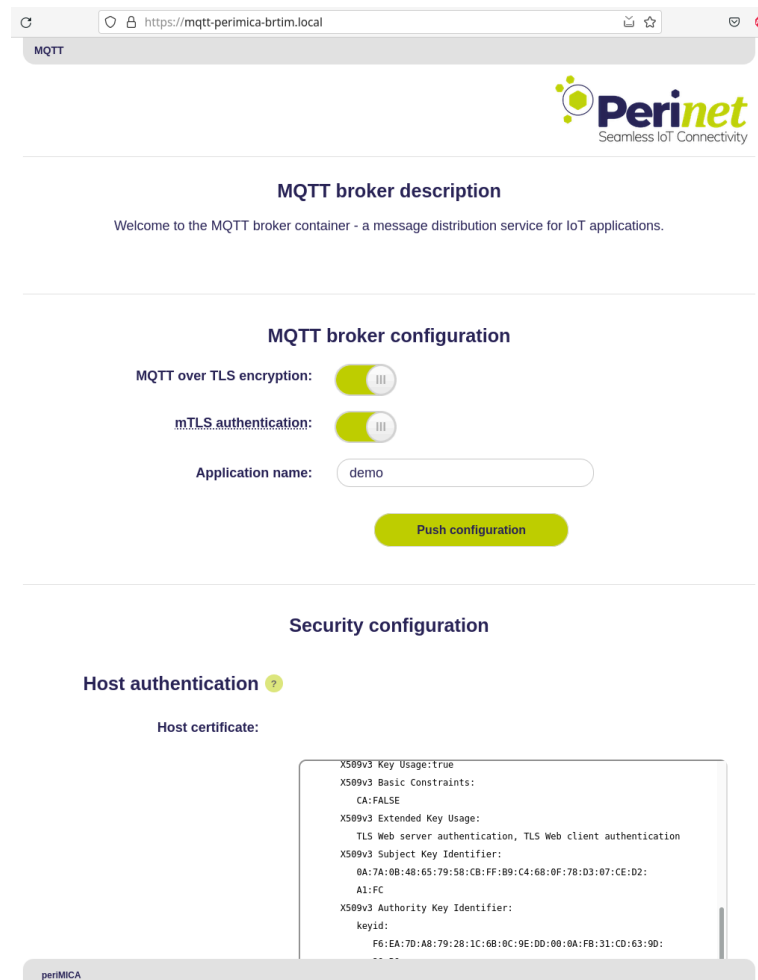 https://mqtt-perimica-brtim.local
MQTT
Perinet
Seamless IoT Connectivity
MQTT broker description
Welcome to the MQTT broker container - a message distribution service for IoT applications.
MQTT broker configuration
MQTT over TLS encryption:
mTLS authentication:
Application name: demo
Push configuration
Security configuration
Host authentication ?
Host certificate:
X509v3 Key Usage:true
X509v3 Basic Constraints:
CA:FALSE
X509v3 Extended Key Usage:
TLS Web server authentication, TLS Web client authentication
X509v3 Subject Key Identifier:
0A:7A:0B:48:65:79:58:CB:FF:B9:C4:68:0F:78:D3:07:CE:D2:
A1:FC
X509v3 Authority Key Identifier:
keyid:
F6:EA:7D:A8:79:28:1C:6B:0C:9E:DD:00:0A:FB:31:CD:63:9D:
periMICA